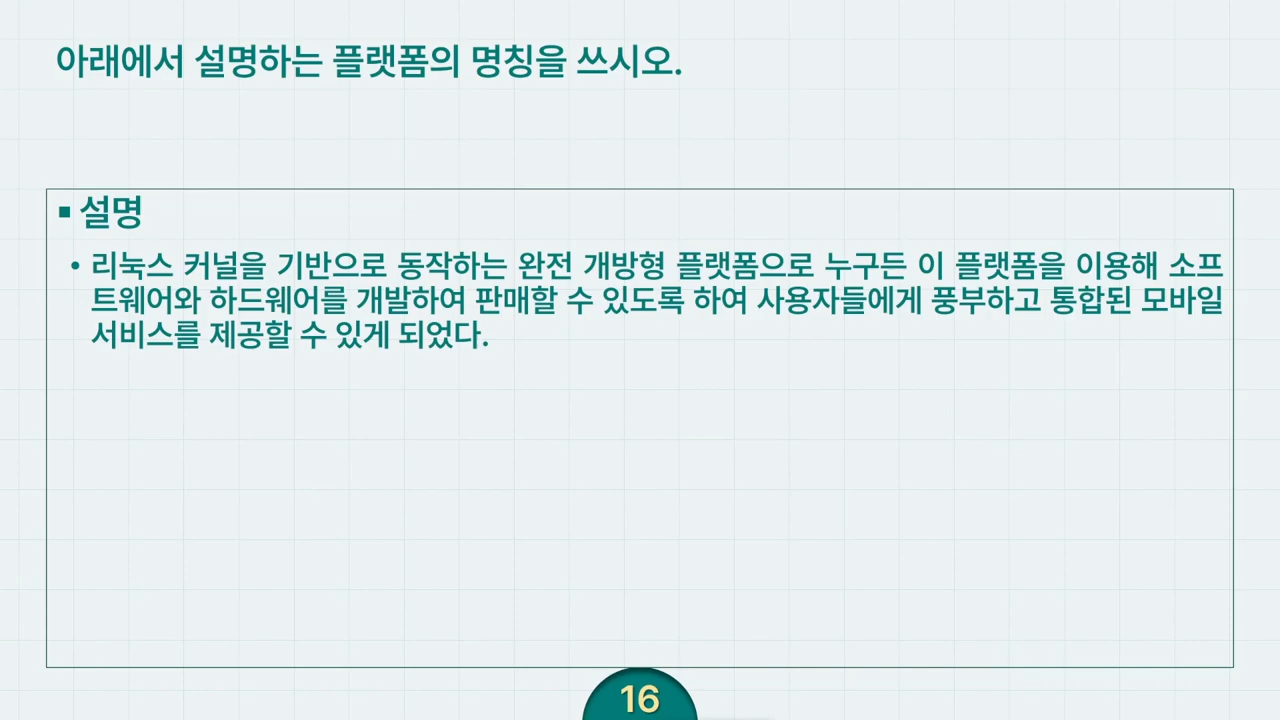 아래에서 설명하는 플랫폼의 명칭을 쓰시오.
▪ 설명
• 리눅스 커널을 기반으로 동작하는 완전 개방형 플랫폼으로 누구든 이 플랫폼을 이용해 소프
트웨어와 하드웨어를 개발하여 판매할 수 있도록 하여 사용자들에게 풍부하고 통합된 모바일
서비스를 제공할 수 있게 되었다.
16